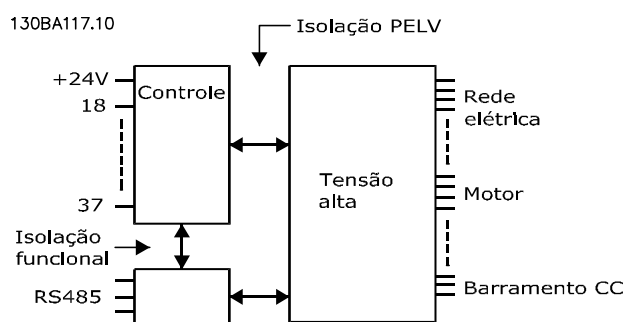 130BA117.10
Isolação PELV
+24V
18
37
Controle
Tensão
alta
Rede
elétrica
Motor
Barramento CC
Isolação
funcional
RS485